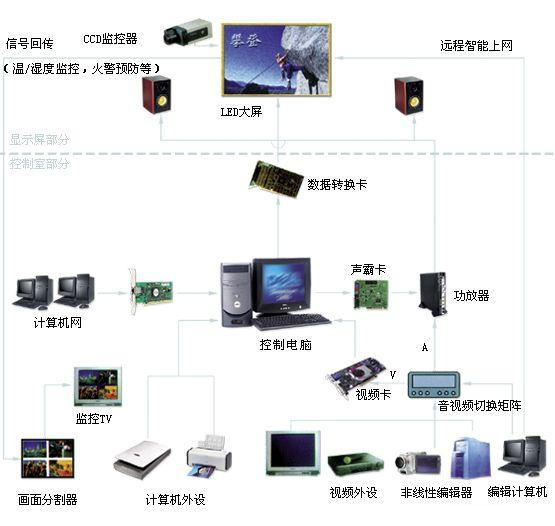 信号回传
CCD监控器
远程智能上网
（温/湿度监控，火警预防等）
攀登
LED大屏
显示屏部分
控制室部分
数据转换卡
声霸卡
计算机网
控制电脑
功放器
A
V
视频卡
音视频切换矩阵
监控TV
画面分割器
计算机外设
视频外设
非线性编辑器
编辑计算机